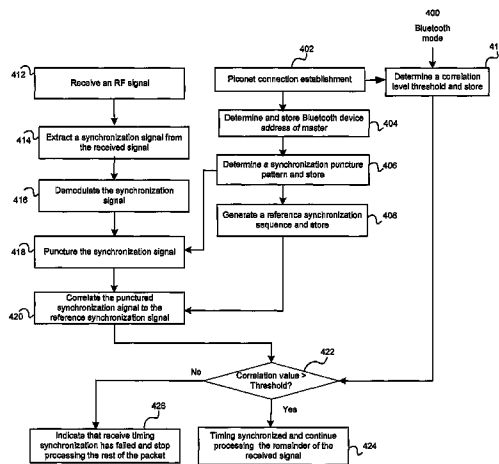 400
Bluetooth
mode
402
412
41
Receive an RF signal
Piconet connection establishment
Determine a correlation
level threshold and store
414
Extract a synchronization signal from
the received signal
Determine and store Bluetooth device
address of master
404
416
Demodulate the synchronization
signal
Determine a synchronization puncture
pattern and store
406
418
Puncture the synchronization signal
Generate a reference synchronization
sequence and store
408
420
Correlate the punctured
synchronization signal to the
reference synchronization signal
422
No
Correlation value >
Threshold?
Yes
426
Indicate that receive timing
synchronization has failed and stop
processing the rest of the packet
Timing synchronized and continue
processing the remainder of the
received signal
424